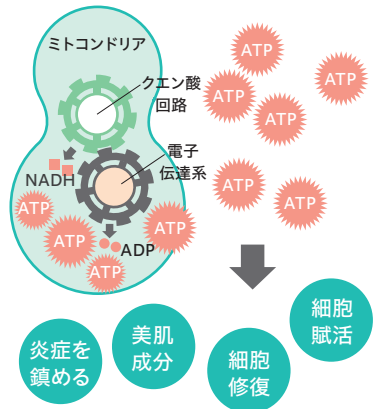 ミトコンドリア
クエン酸
回路
電子
伝達系
NADH
ADP
ATP
ATP
ATP
ATP
ATP
ATP
ATP
ATP
ATP
ATP
炎症を
鎮める
美肌
成分
細胞
修復
細胞
賦活